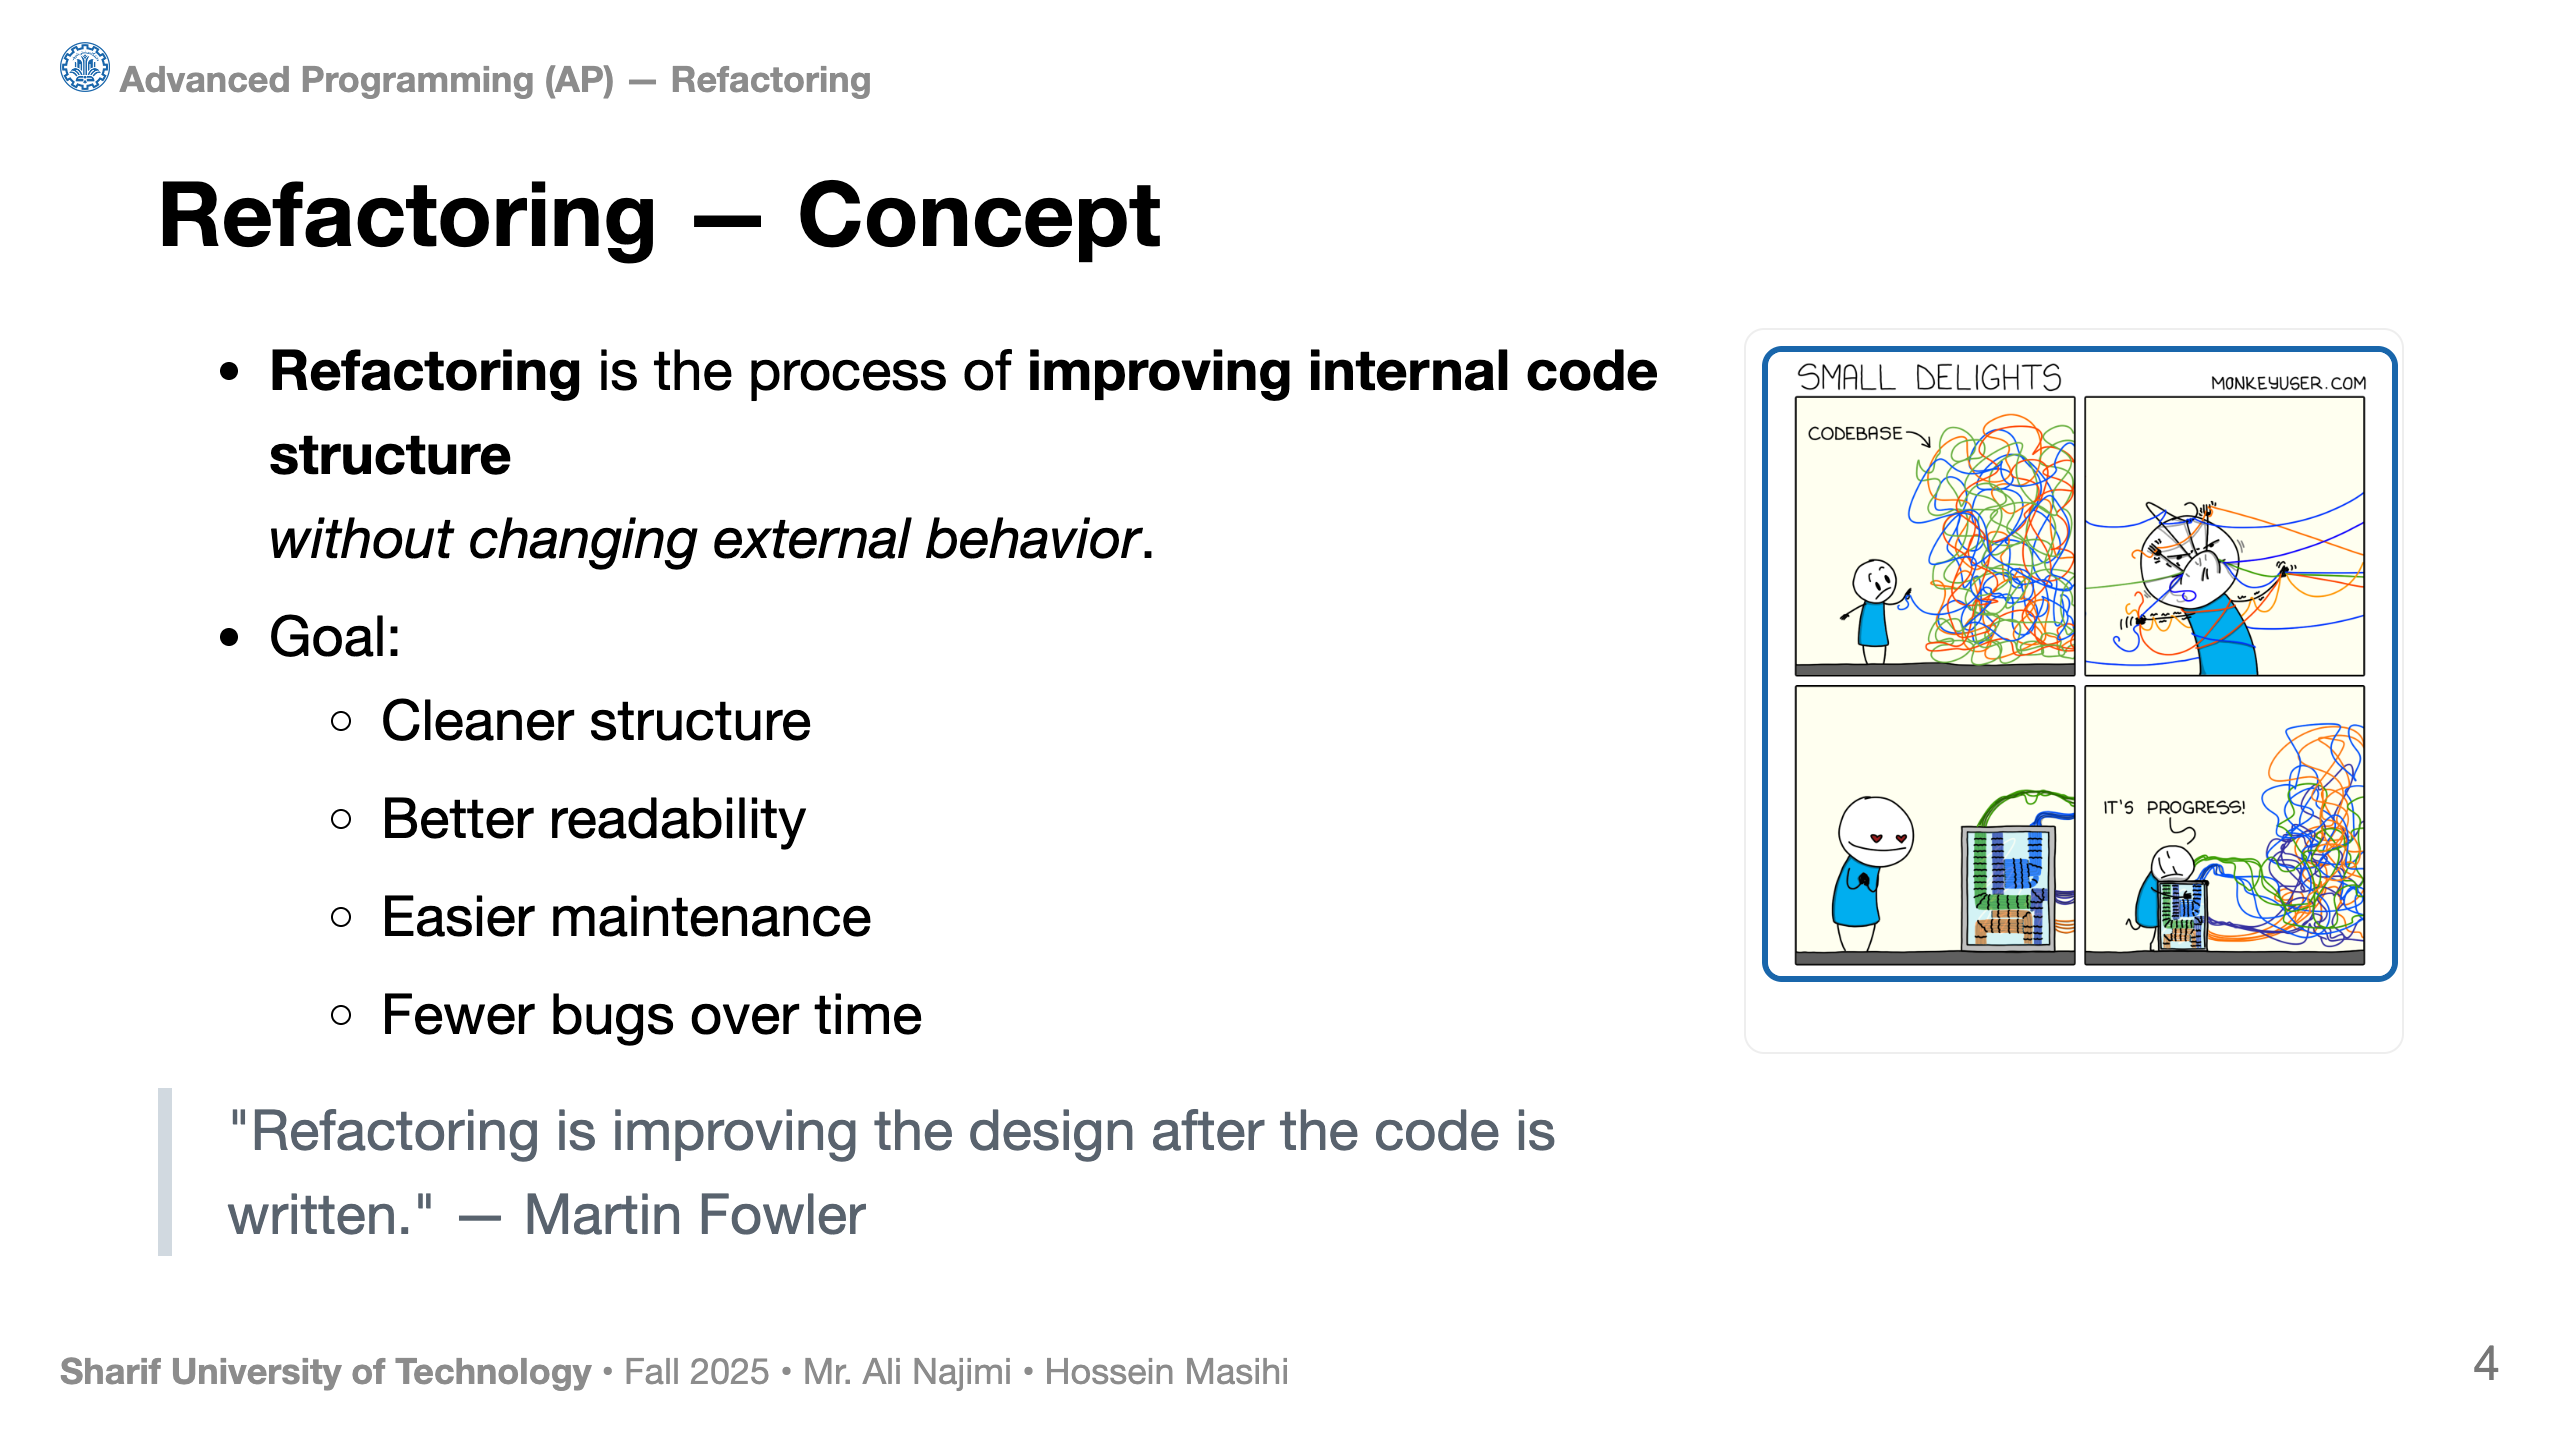 Advanced Programming (AP) — Refactoring
Refactoring — Concept
• Refactoring is the process of improving internal code
structure
without changing external behavior.
• Goal:
○ Cleaner structure
○ Better readability
○ Easier maintenance
○ Fewer bugs over time
"Refactoring is improving the design after the code is
written." — Martin Fowler
SMALL DELIGHTS
MONKEYUSER.COM
CODEBASE
IT'S PROGRESS!
Sharif University of Technology • Fall 2025 • Mr. Ali Najimi • Hossein Masihi
4